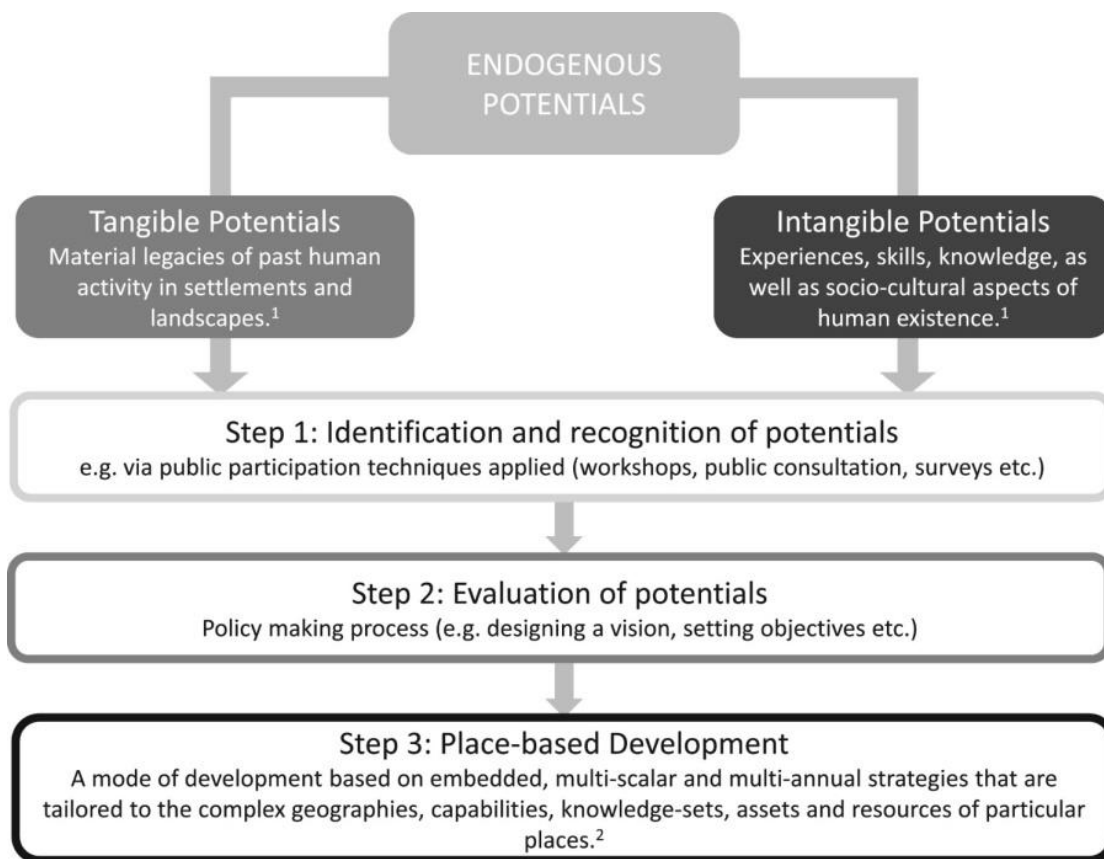 ENDOGENOUS
POTENTIALS
Tangible Potentials
Material legacies of past human
activity in settlements and
landscapes.¹
Intangible Potentials
Experiences, skills, knowledge, as
well as socio-cultural aspects of
human existence.¹
Step 1: Identification and recognition of potentials
e.g. via public participation techniques applied (workshops, public consultation, surveys etc.)
Step 2: Evaluation of potentials
Policy making process (e.g. designing a vision, setting objectives etc.)
Step 3: Place-based Development
A mode of development based on embedded, multi-scalar and multi-annual strategies that are
tailored to the complex geographies, capabilities, knowledge-sets, assets and resources of particular
places.²